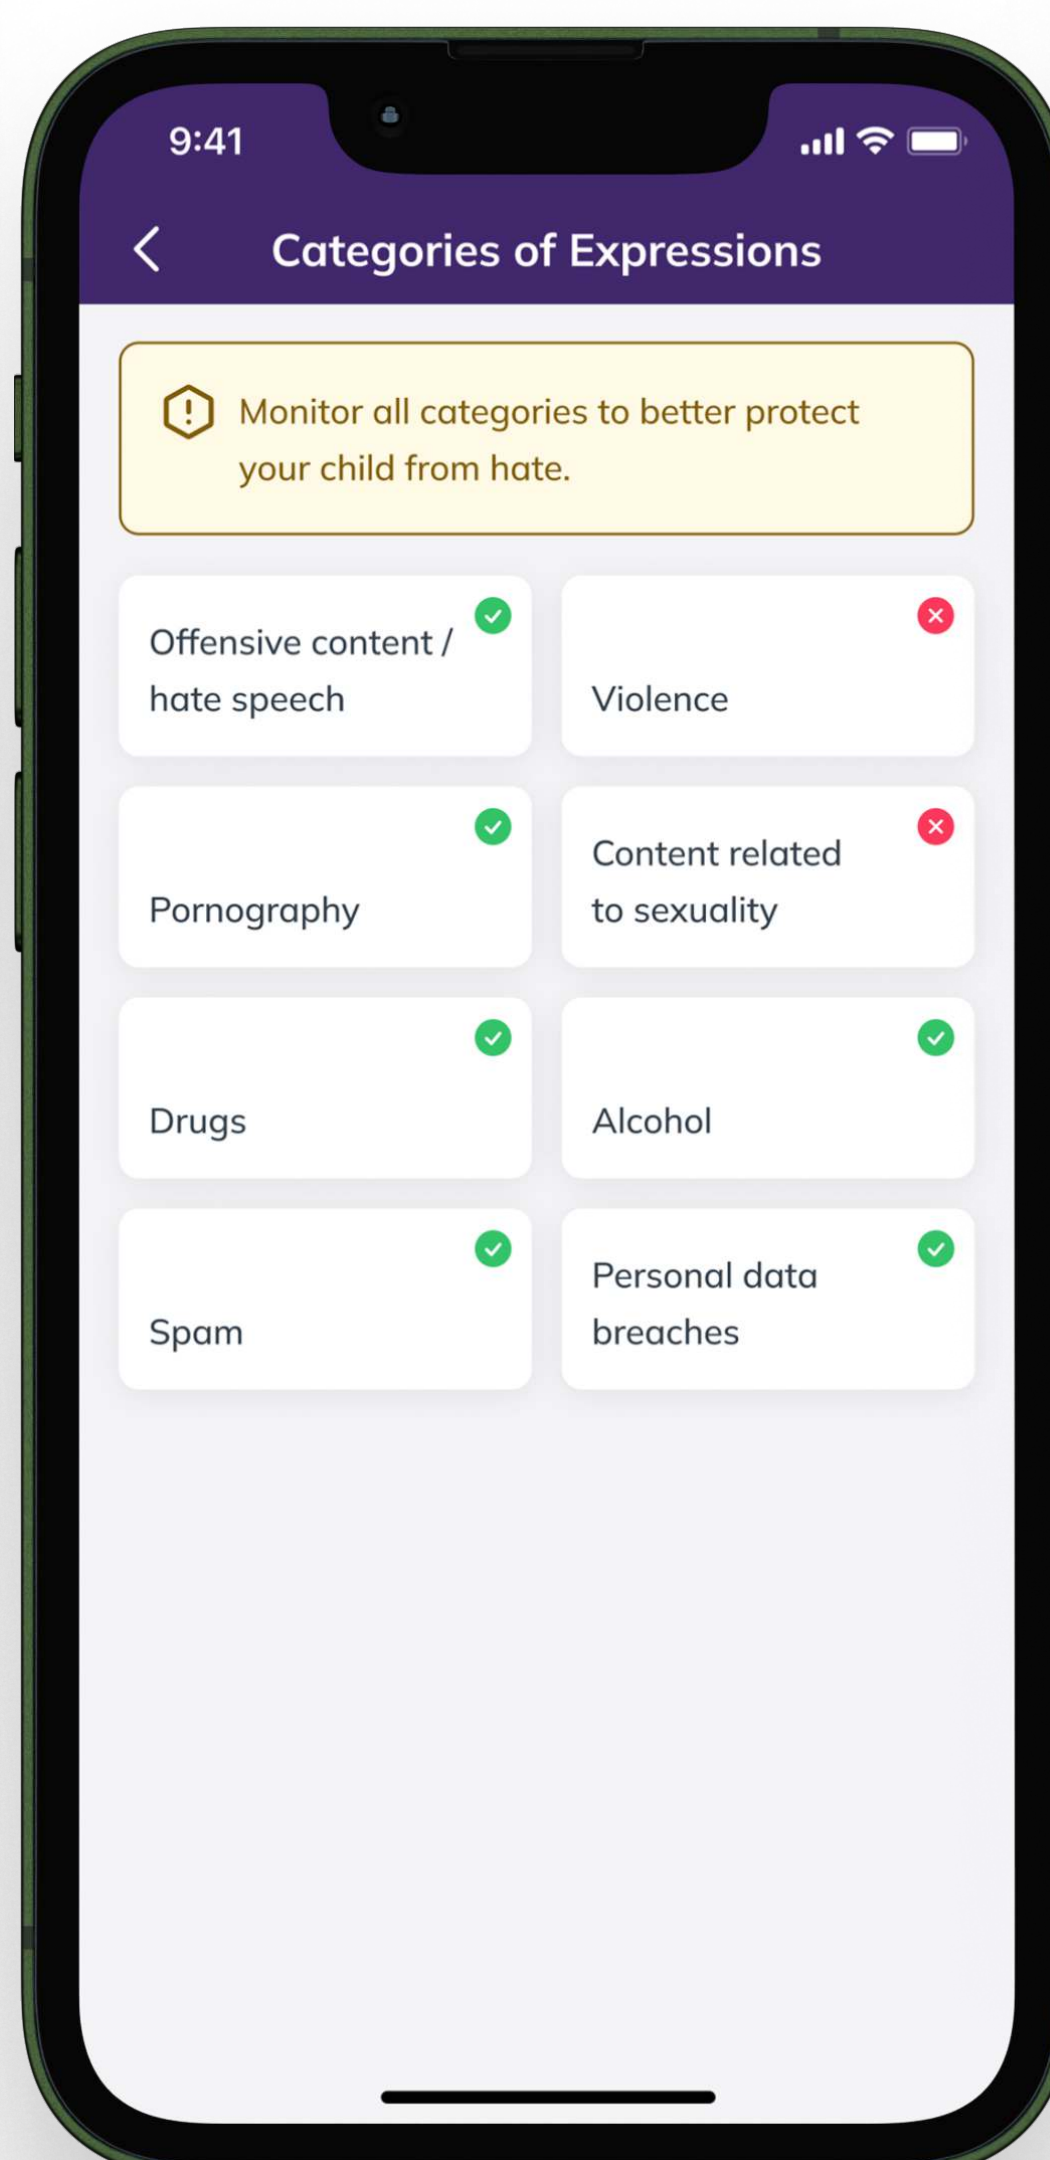 9:41
Categories of Expressions
Monitor all categories to better protect
your child from hate.
Offensive content /
hate speech
Violence
Pornography
Content related
to sexuality
Drugs
Alcohol
Spam
Personal data
breaches